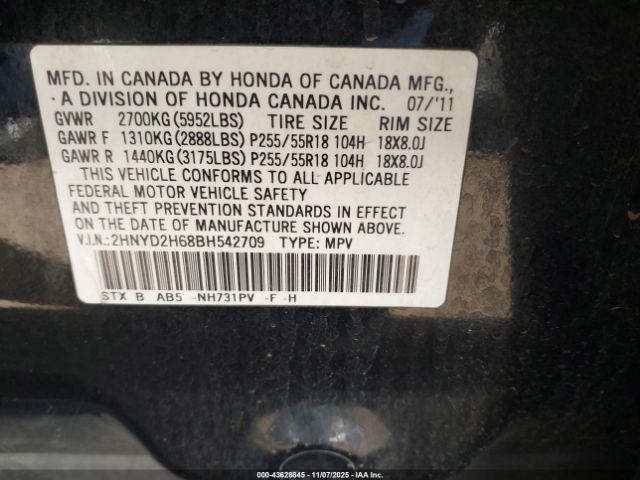 MFD. IN CANADA BY HONDA OF CANADA MFG.,
A DIVISION OF HONDA CANADA INC. 07/'11
GVWR 2700KG(5952LBS) TIRE SIZE RIM SIZE
GAWR F 1310KG(2888LBS) P255/55R18 104H 18X8.0J
GAWR R 1440KG(3175LBS) P255/55R18 104H 18X8.0J
THIS VEHICLE CONFORMS TO ALL APPLICABLE
FEDERAL MOTOR VEHICLE SAFETY
AND THEFT PREVENTION STANDARDS IN EFFECT
ON THE DATE OF MANUFACTURE SHOWN ABOVE.
V.I.N.:2HNYD2H68BH542709 TYPE: MPV
STX B AB5 -NH731PV -F -H
000-43628845 - 11/07/2025 - IAAI.COM